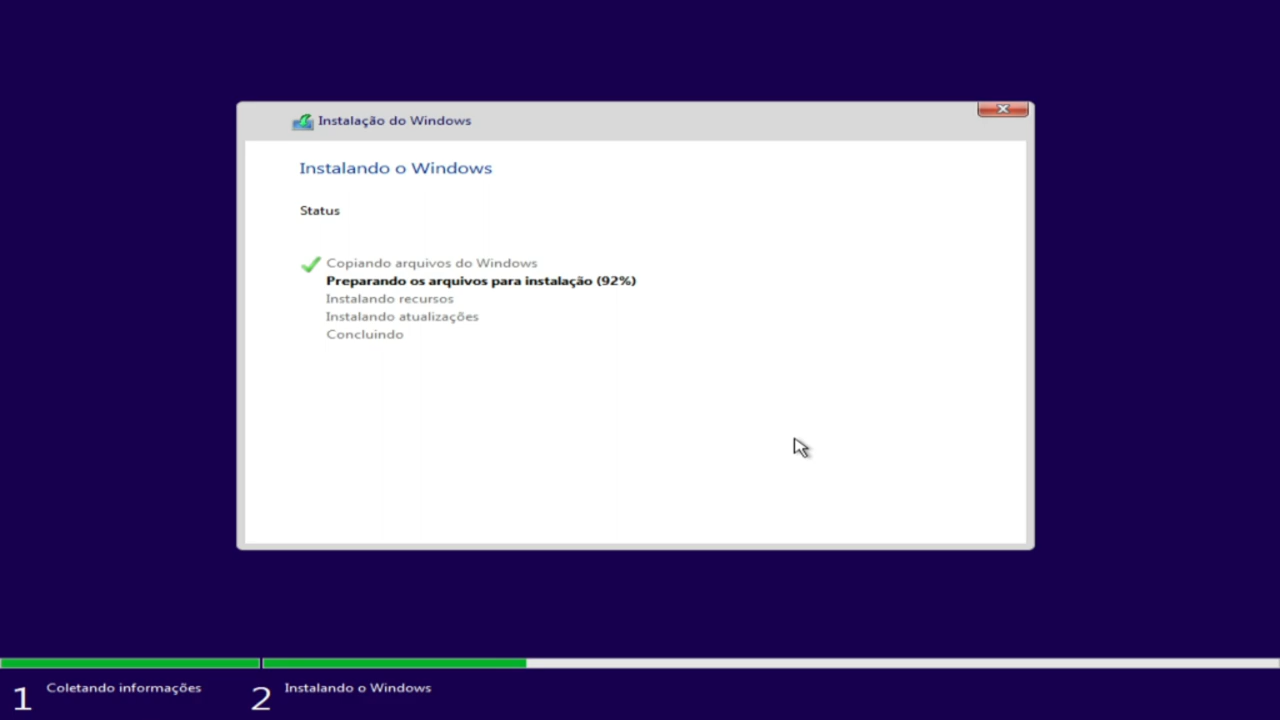 Instalação do Windows
Instalando o Windows
Status
Copiando arquivos do Windows
Preparando os arquivos para instalação (92%)
Instalando recursos
Instalando atualizações
Concluindo
1 Coletando informações
2 Instalando o Windows